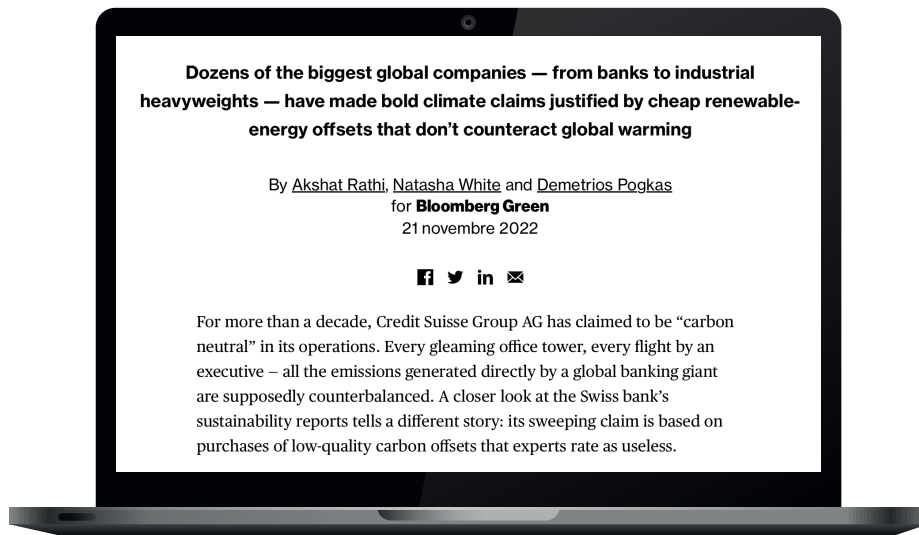 Dozens of the biggest global companies — from banks to industrial
heavyweights — have made bold climate claims justified by cheap renewable-
energy offsets that don’t counteract global warming
By Akshat Rathi, Natasha White and Demetrios Pogkas
for Bloomberg Green
21 novembre 2022
For more than a decade, Credit Suisse Group AG has claimed to be “carbon
neutral” in its operations. Every gleaming office tower, every flight by an
executive — all the emissions generated directly by a global banking giant
are supposedly counterbalanced. A closer look at the Swiss bank’s
sustainability reports tells a different story: its sweeping claim is based on
purchases of low-quality carbon offsets that experts rate as useless.